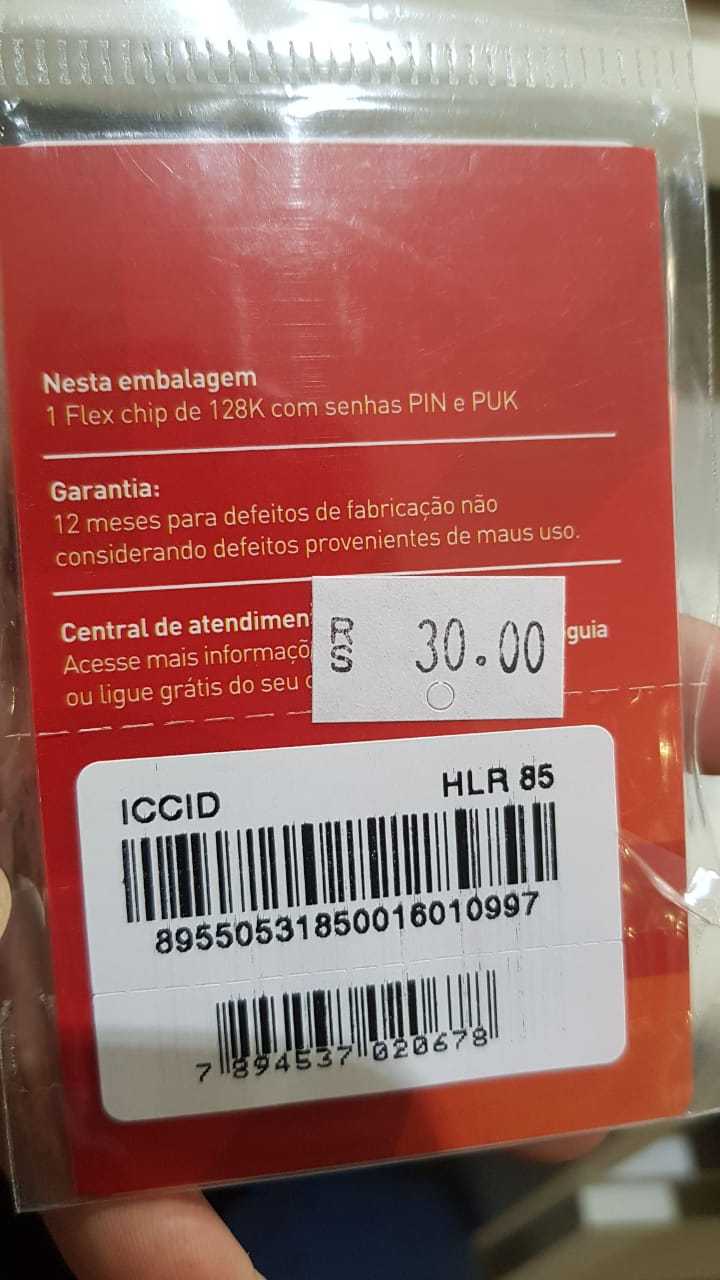 Nesta embalagem
1 Flex chip de 128K com senhas PIN e PUK
Garantia:
12 meses para defeitos de fabricação não
considerando defeitos provenientes de maus uso.
Central de
guia
Acesse mais
ou ligue grátis do seu
R$ 30.00
ICCID
HLR 85
89550531850016010997
7 894537 020678